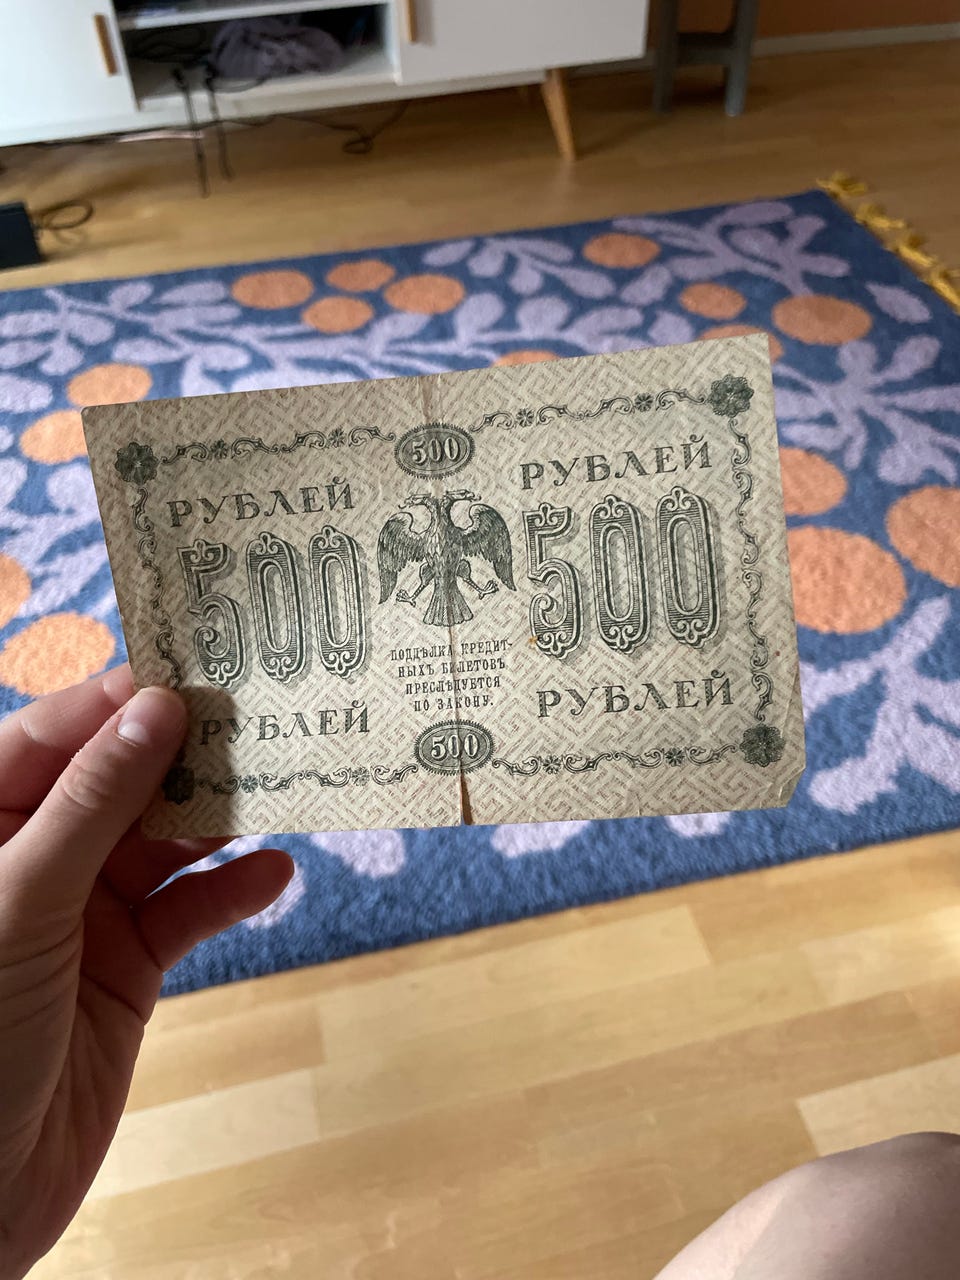 500
РУБЛЕЙ РУБЛЕЙ
500 500
ПОДДѢЛКА КРЕДИТ-
НЫХЪ БИЛЕТОВЪ
ПРЕСЛѢДУЕТСЯ
ПО ЗАКОНУ.
РУБЛЕЙ РУБЛЕЙ
500